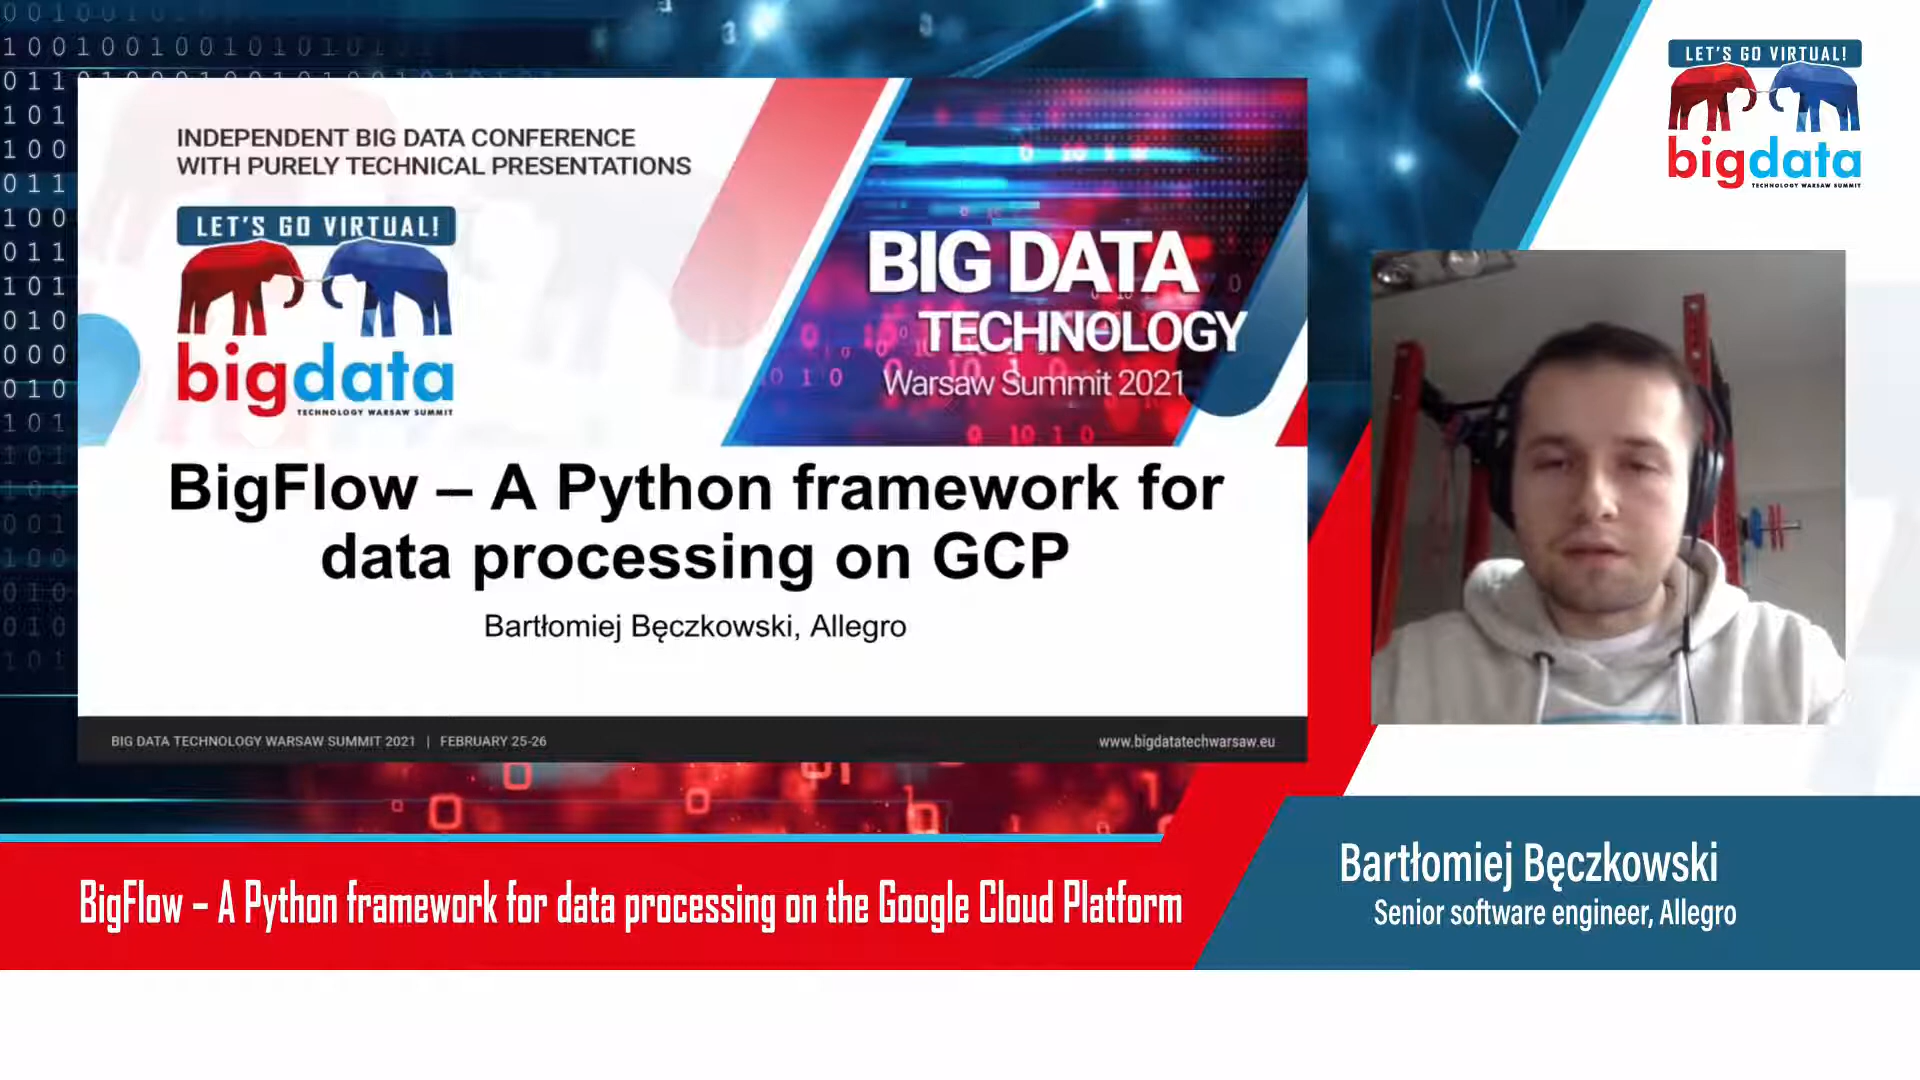 INDEPENDENT BIG DATA CONFERENCE
WITH PURELY TECHNICAL PRESENTATIONS
LET'S GO VIRTUAL!
bigdata
TECHNOLOGY WARSAW SUMMIT
BIG DATA
TECHNOLOGY
Warsaw Summit 2021
BigFlow – A Python framework for
data processing on GCP
Bartłomiej Bęczkowski, Allegro
BIG DATA TECHNOLOGY WARSAW SUMMIT 2021 | FEBRUARY 25-26
www.bigdatatechwarsaw.eu
LET'S GO VIRTUAL!
bigdata
TECHNOLOGY WARSAW SUMMIT
BigFlow – A Python framework for data processing on the Google Cloud Platform
Bartłomiej Bęczkowski
Senior software engineer, Allegro